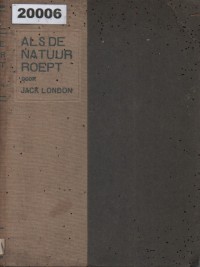 20006
ALS DE
NATUUR
ROEPT
DOOR
JACK LONDON